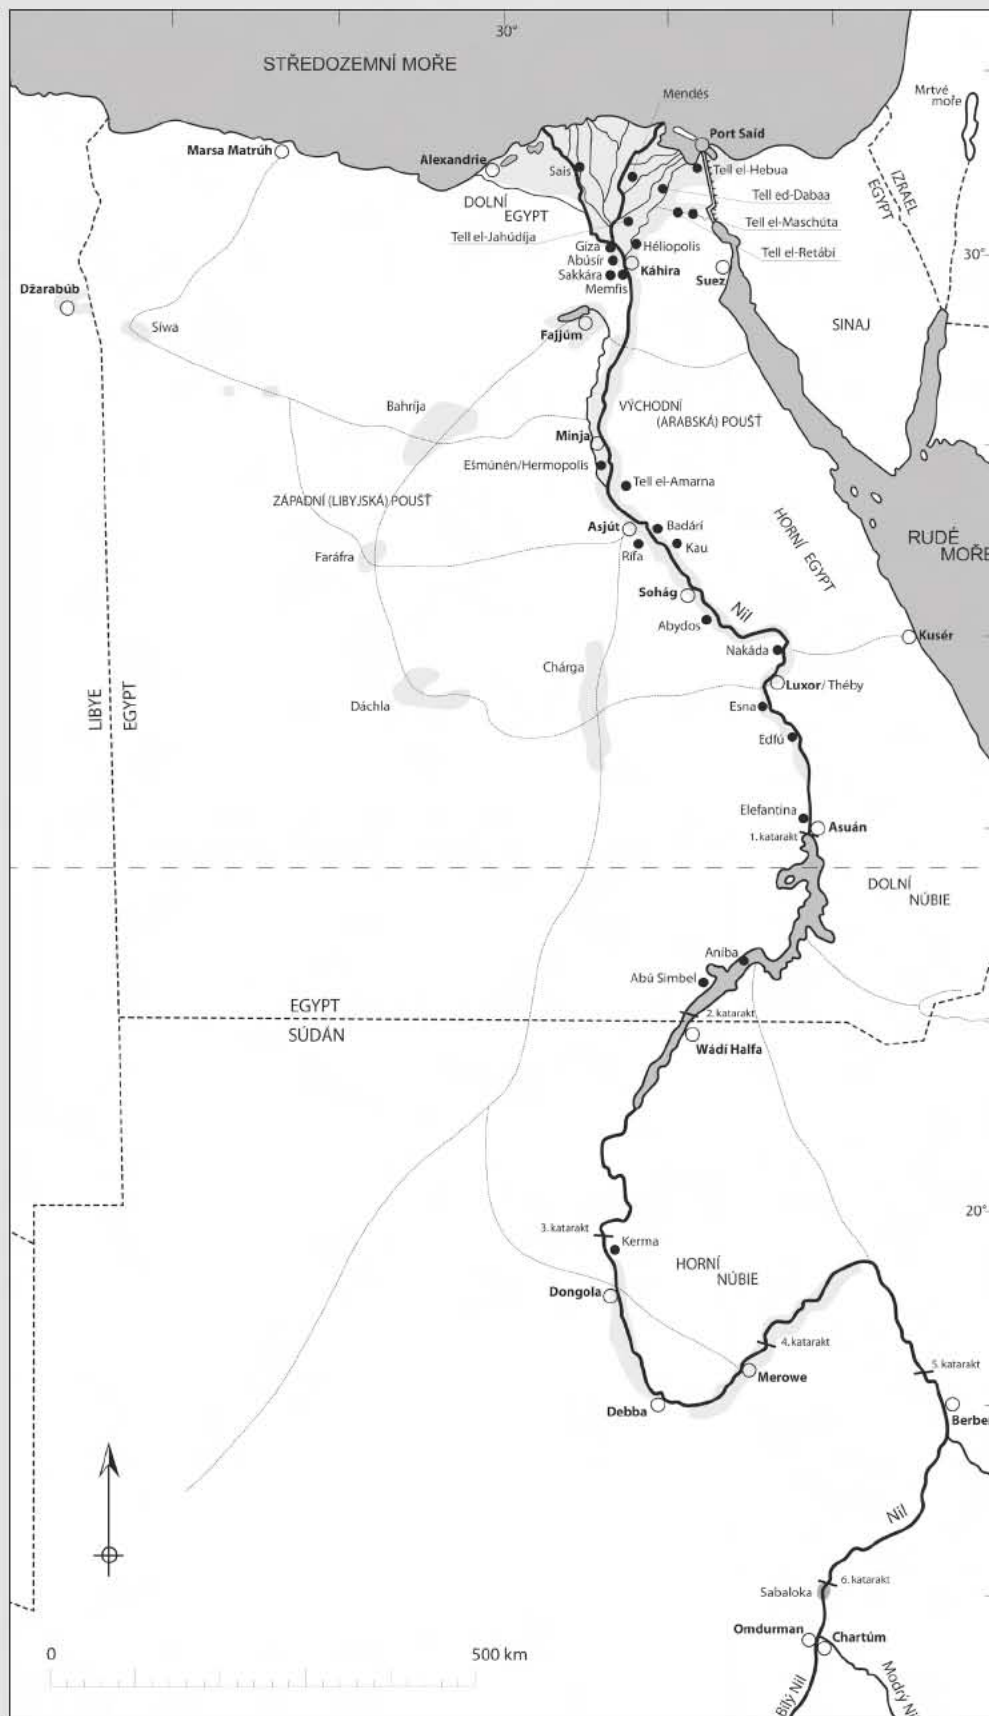 30°
STŘEDOZEMNÍ MOŘE
Mendés
Mrtvé
moře
Port Saíd
Marsa Matrúh
Alexandrie
Sais
Tell el-Hebua
IZRAEL
EGYPT
DOLNÍ
EGYPT
Tell ed-Dabaa
Tell el-Maschúta
Tell el-Jahúdíja
Tell el-Retábí
Gíza
Héliopolis
Abúsír
Káhira
30°
Sakkára
Memfis
Suez
Džarabúb
Síwa
Fajjúm
SINAJ
Bahríja
VÝCHODNÍ
(ARABSKÁ) POUŠŤ
Minja
Ešmúnén/Hermopolis
Tell el-Amarna
ZÁPADNÍ (LIBYJSKÁ) POUŠŤ
HORNÍ EGYPT
Asjút
Badárí
RUDÉ
MOŘE
Faráfra
Rífa
Kau
Sohág
Nil
Abydos
Kusér
Nakáda
Chárga
Luxor/Théby
Dáchla
Esna
LIBYE
EGYPT
Edfú
Elefantina
Asuán
1. katarakt
DOLNÍ
NÚBIE
Aniba
Abú Simbel
EGYPT
2. katarakt
SÚDÁN
Wádí Halfa
20°
3. katarakt
Kerma
HORNÍ
NÚBIE
Dongola
4. katarakt
5. katarakt
Merowe
Debba
Berber
Nil
6. katarakt
Sabaloka
Omdurman
Chartúm
0
500 km
Bílý Nil
Modrý Nil